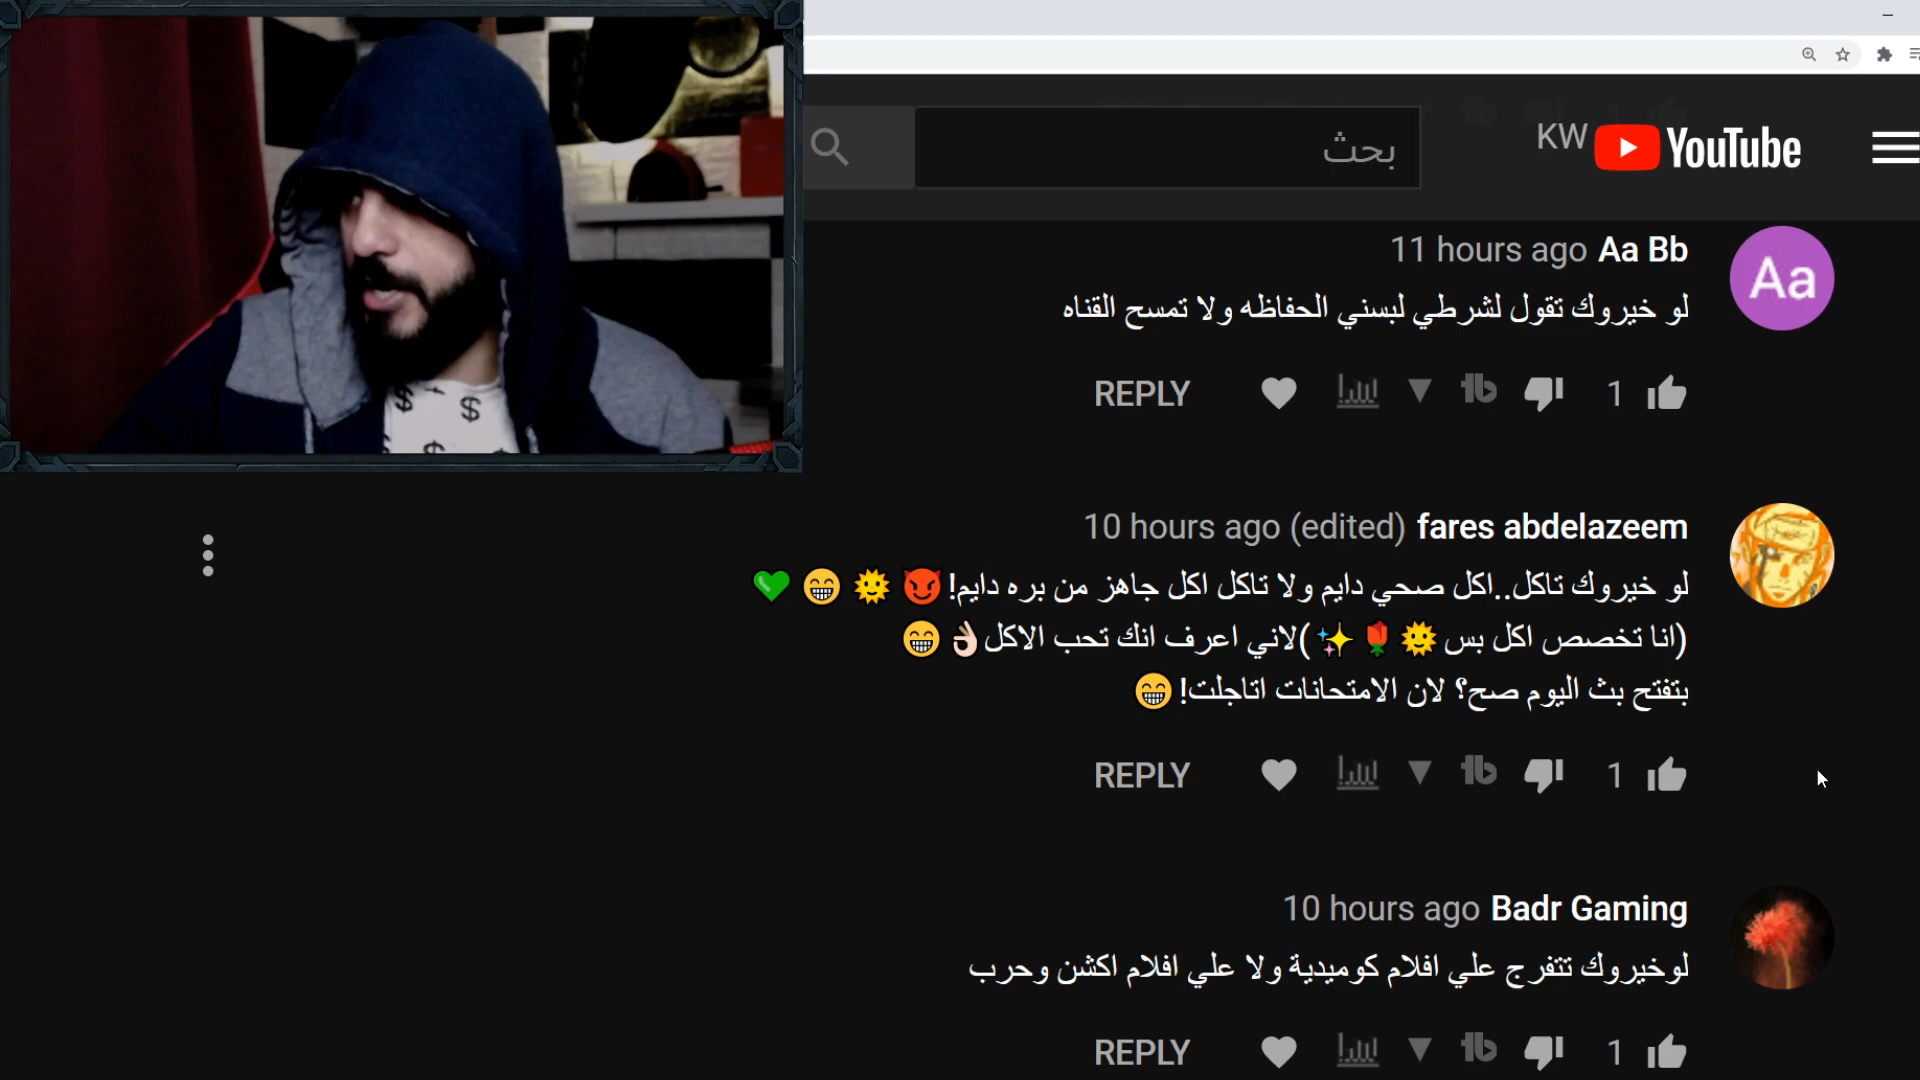 بحث
YouTube KW
Aa
Aa Bb 11 hours ago
لو خيروك تقول لشرطي لبسني الحفاظه ولا تمسح القناه
REPLY 1
fares abdelazeem 10 hours ago (edited)
لو خيروك تاكل..اكل صحي دايم ولا تاكل اكل جاهز من بره دايم!😈🌞😁💚
(انا تخصص اكل بس🌞🌹✨)لاني اعرف انك تحب الاكل👌🏻😁
بتفتح بث اليوم صح؟ لان الامتحانات اتاجلت!😁
REPLY 1
Badr Gaming 10 hours ago
لوخيروك تتفرج علي افلام كوميدية ولا علي افلام اكشن وحرب
REPLY 1
$ $ $